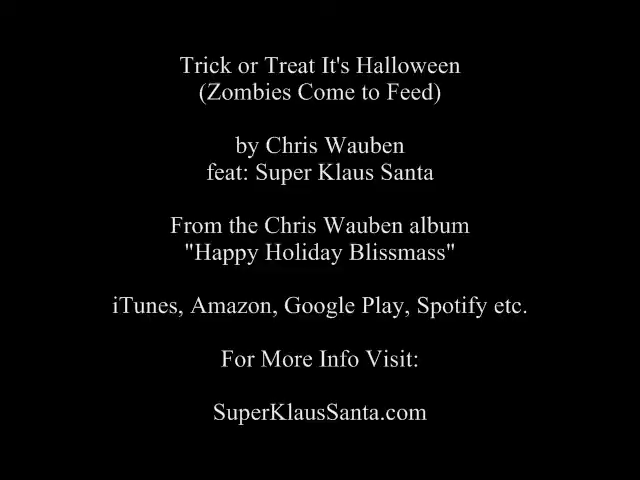 Trick or Treat It's Halloween
(Zombies Come to Feed)
by Chris Wauben
feat: Super Klaus Santa
From the Chris Wauben album
"Happy Holiday Blissmass"
iTunes, Amazon, Google Play, Spotify etc.
For More Info Visit:
SuperKlausSanta.com